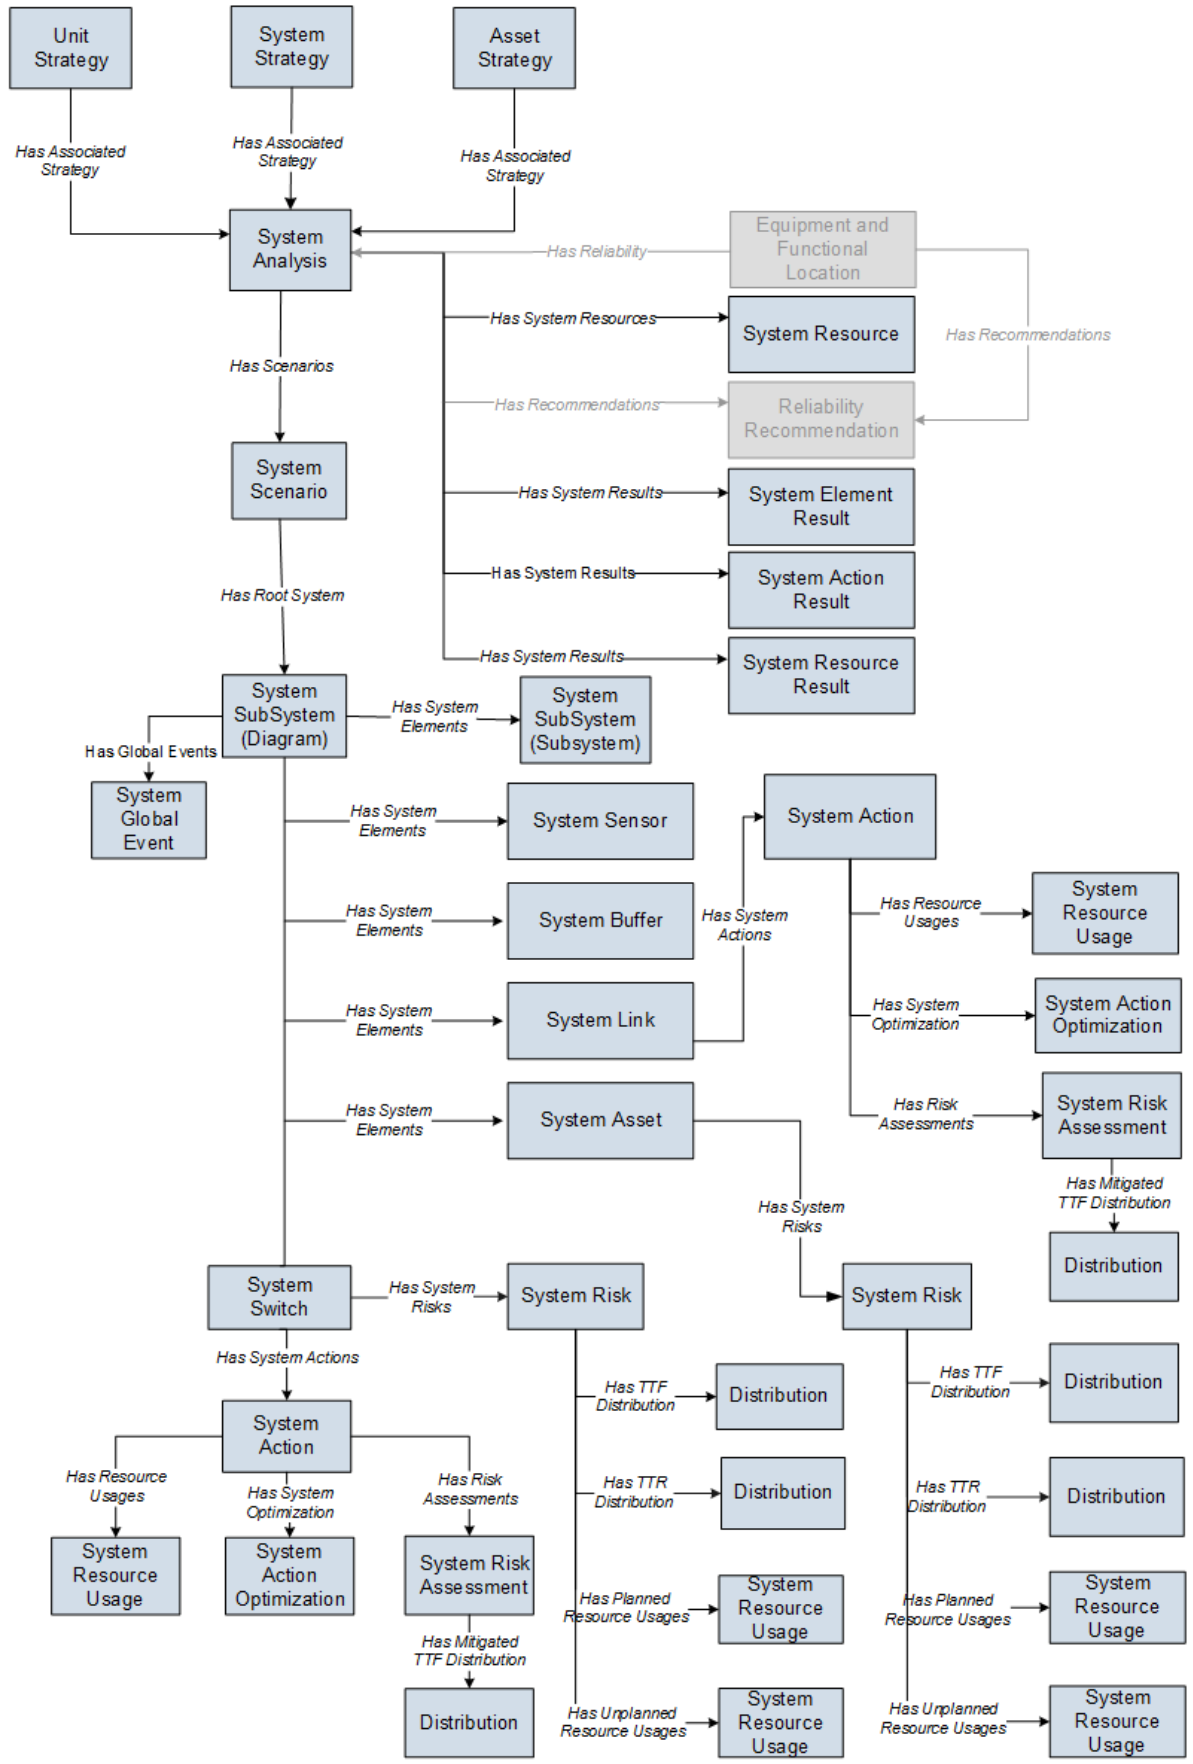 Unit
Strategy
System
Strategy
Asset
Strategy
Has Associated
Strategy
Has Associated
Strategy
Has Associated
Strategy
System
Analysis
Has Reliability
Equipment and
Functional
Location
Has System Resources
System Resource
Has Recommendations
Has Scenarios
Has Recommendations
Reliability
Recommendation
System
Scenario
Has System Results
System Element
Result
Has System Results
System Action
Result
Has Root System
Has System Results
System Resource
Result
System
SubSystem
(Diagram)
Has System
Elements
System
SubSystem
(Subsystem)
Has Global Events
System
Global
Event
Has System
Elements
System Sensor
System Action
Has System
Elements
System Buffer
Has System
Actions
Has Resource
Usages
System
Resource
Usage
Has System
Elements
System Link
Has System
Optimization
System Action
Optimization
Has System
Elements
System Asset
Has Risk
Assessments
System Risk
Assessment
Has Mitigated
TTF Distribution
Has System
Risks
Distribution
System
Switch
Has System
Risks
System Risk
System Risk
Has System Actions
Has TTF
Distribution
Distribution
Has TTF
Distribution
Distribution
System
Action
Has Resource
Usages
Has System
Optimization
Has Risk
Assessments
Has TTR
Distribution
Distribution
Has TTR
Distribution
Distribution
System
Resource
Usage
System
Action
Optimization
System Risk
Assessment
Has Planned
Resource Usages
System
Resource
Usage
Has Planned
Resource Usages
System
Resource
Usage
Has Mitigated
TTF Distribution
Distribution
Has Unplanned
Resource Usages
System
Resource
Usage
Has Unplanned
Resource Usages
System
Resource
Usage